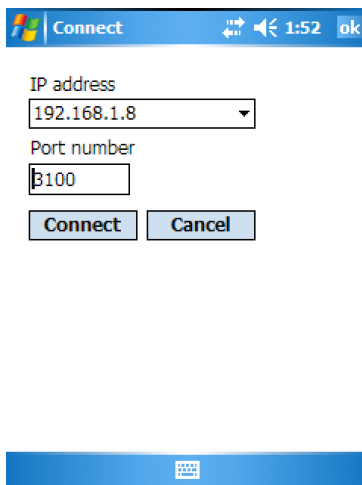 Connect 1:52 ok
IP address
192.168.1.8
Port number
3100
Connect Cancel